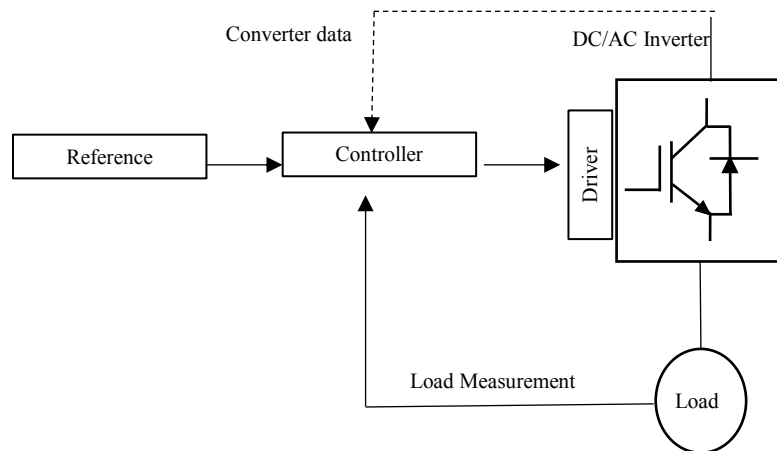 Converter data
DC/AC Inverter
Reference
Controller
Driver
Load Measurement
Load